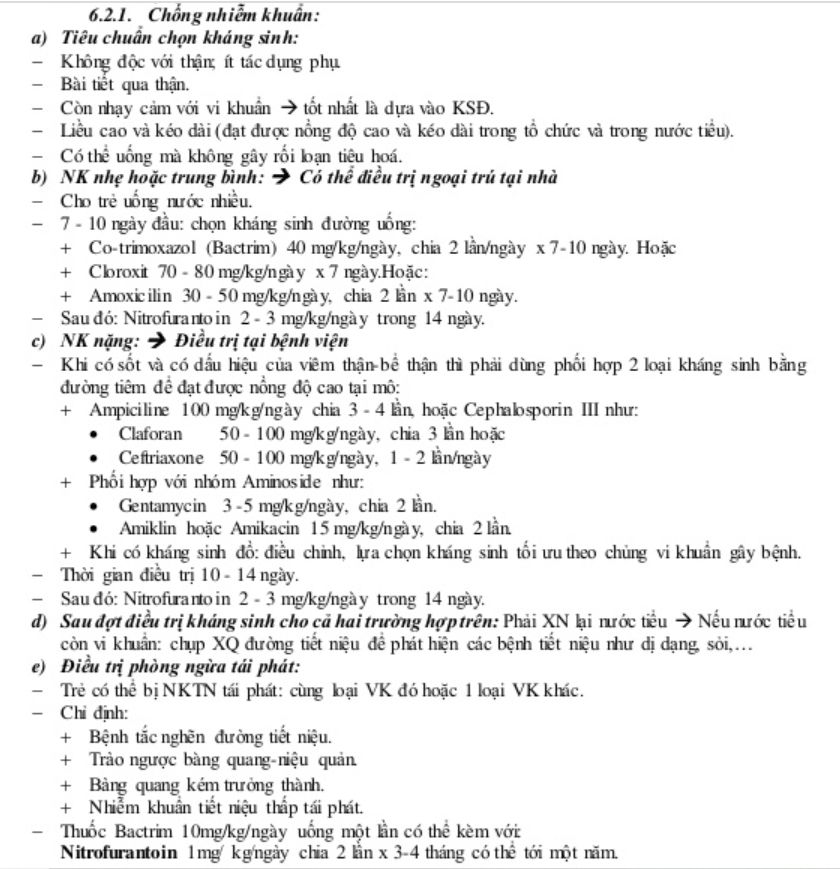 6.2.1. Chống nhiễm khuẩn:
a) Tiêu chuẩn chọn kháng sinh:
– Không độc với thận; ít tác dụng phụ.
– Bài tiết qua thận.
– Còn nhạy cảm với vi khuẩn → tốt nhất là dựa vào KSĐ.
– Liều cao và kéo dài (đạt được nồng độ cao và kéo dài trong tổ chức và trong nước tiểu).
– Có thể uống mà không gây rối loạn tiêu hoá.
b) NK nhẹ hoặc trung bình: → Có thể điều trị ngoại trú tại nhà
– Cho trẻ uống nước nhiều.
– 7 - 10 ngày đầu: chọn kháng sinh đường uống:
+ Co-trimoxazol (Bactrim) 40 mg/kg/ngày, chia 2 lần/ngày x 7-10 ngày. Hoặc
+ Cloroxit 70 - 80 mg/kg/ngày x 7 ngày.Hoặc:
+ Amoxicilin 30 - 50 mg/kg/ngày, chia 2 lần x 7-10 ngày.
– Sau đó: Nitrofurantoin 2 - 3 mg/kg/ngày trong 14 ngày.
c) NK nặng: → Điều trị tại bệnh viện
– Khi có sốt và có dấu hiệu của viêm thận-bể thận thì phải dùng phối hợp 2 loại kháng sinh bằng
đường tiêm để đạt được nồng độ cao tại mô:
+ Ampiciline 100 mg/kg/ngày chia 3 - 4 lần, hoặc Cephalosporin III như:
• Claforan 50 - 100 mg/kg/ngày, chia 3 lần hoặc
• Ceftriaxone 50 - 100 mg/kg/ngày, 1 - 2 lần/ngày
+ Phối hợp với nhóm Aminoside như:
• Gentamycin 3 -5 mg/kg/ngày, chia 2 lần.
• Amiklin hoặc Amikacin 15 mg/kg/ngày, chia 2 lần.
+ Khi có kháng sinh đồ: điều chỉnh, lựa chọn kháng sinh tối ưu theo chủng vi khuẩn gây bệnh.
– Thời gian điều trị 10 - 14 ngày.
– Sau đó: Nitrofurantoin 2 - 3 mg/kg/ngày trong 14 ngày.
d) Sau đợt điều trị kháng sinh cho cả hai trường hợp trên: Phải XN lại nước tiểu → Nếu nước tiểu
còn vi khuẩn: chụp XQ đường tiết niệu để phát hiện các bệnh tiết niệu như dị dạng, sỏi,…
e) Điều trị phòng ngừa tái phát:
– Trẻ có thể bị NKTN tái phát: cùng loại VK đó hoặc 1 loại VK khác.
– Chỉ định:
+ Bệnh tắc nghẽn đường tiết niệu.
+ Trào ngược bàng quang-niệu quản.
+ Bàng quang kém trưởng thành.
+ Nhiễm khuẩn tiết niệu thấp tái phát.
– Thuốc Bactrim 10mg/kg/ngày uống một lần có thể kèm với:
Nitrofurantoin 1mg/ kg/ngày chia 2 lần x 3-4 tháng có thể tới một năm.